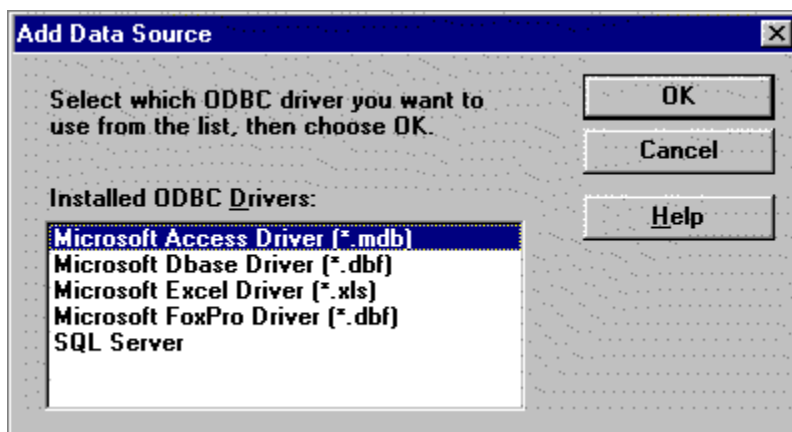 Add Data Source
Select which ODBC driver you want to
use from the list, then choose OK.
OK
Cancel
Help
Installed ODBC Drivers:
Microsoft Access Driver (*.mdb)
Microsoft Dbase Driver (*.dbf)
Microsoft Excel Driver (*.xls)
Microsoft FoxPro Driver (*.dbf)
SQL Server